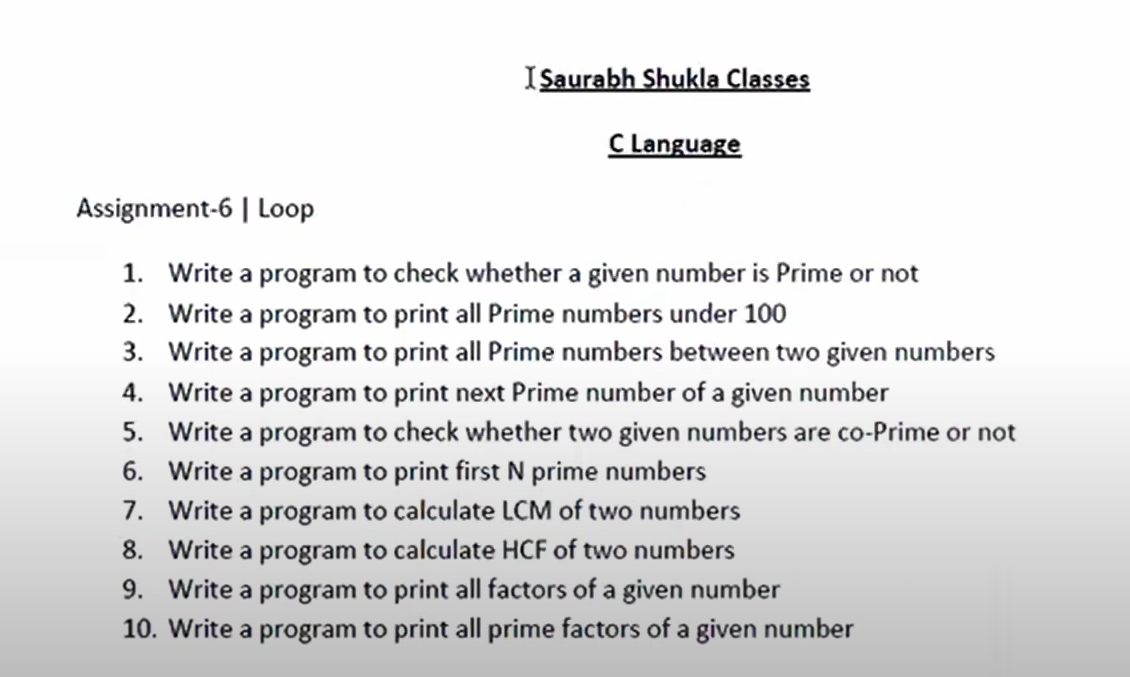 Saurabh Shukla Classes
C Language
Assignment-6 | Loop
1. Write a program to check whether a given number is Prime or not
2. Write a program to print all Prime numbers under 100
3. Write a program to print all Prime numbers between two given numbers
4. Write a program to print next Prime number of a given number
5. Write a program to check whether two given numbers are co-Prime or not
6. Write a program to print first N prime numbers
7. Write a program to calculate LCM of two numbers
8. Write a program to calculate HCF of two numbers
9. Write a program to print all factors of a given number
10. Write a program to print all prime factors of a given number